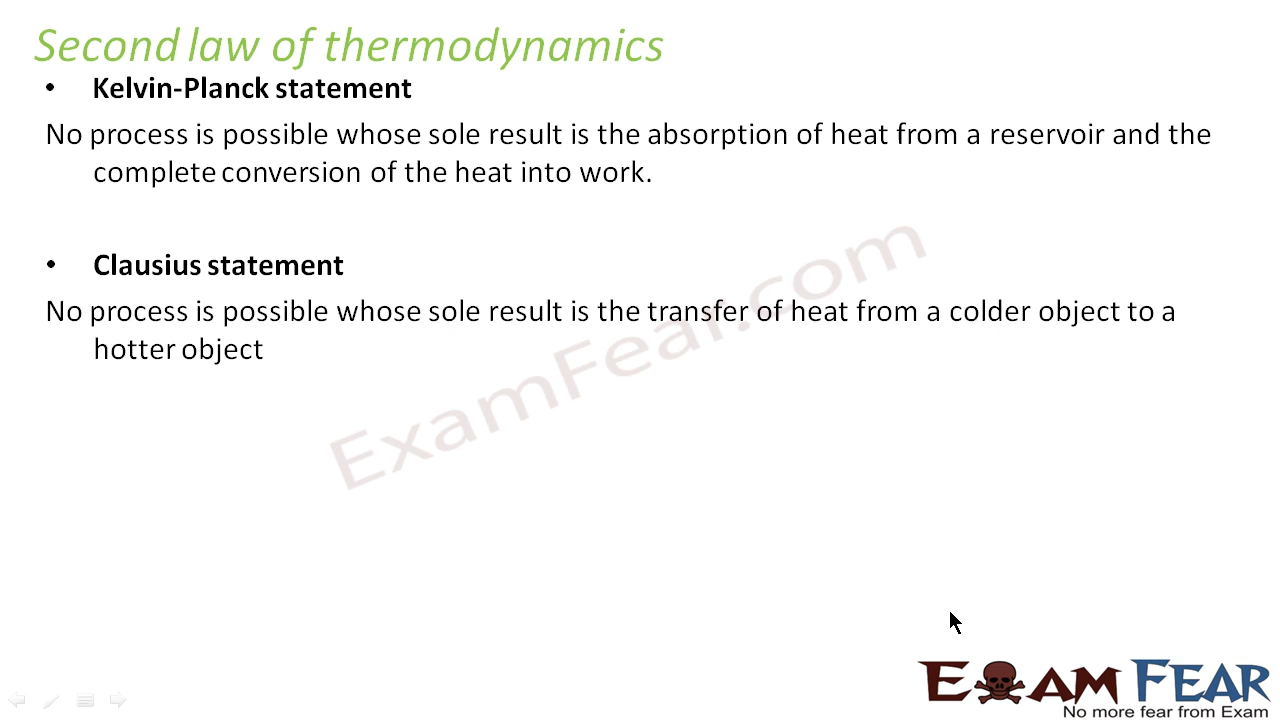 Second law of thermodynamics
• Kelvin-Planck statement
No process is possible whose sole result is the absorption of heat from a reservoir and the
complete conversion of the heat into work.
• Clausius statement
No process is possible whose sole result is the transfer of heat from a colder object to a
hotter object
ExamFear.com
EXAM FEAR
No more fear from Exam